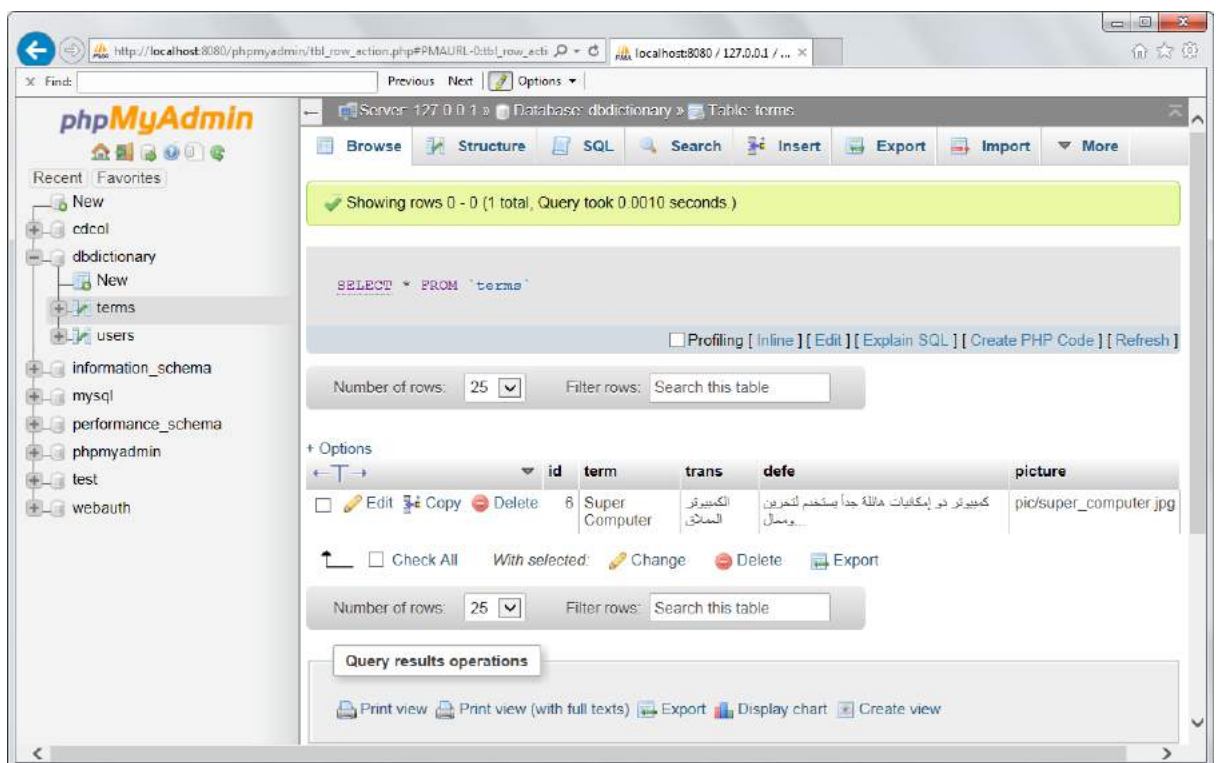 http://localhost:8080/phpmyadmin/tbl_row_action.php#PMAURL-0:tbl_row_acti
localhost:8080 / 127.0.0.1 / ...
x Find: Previous Next Options
phpMyAdmin
Recent Favorites
New
cdcol
dbdictionary
New
terms
users
information_schema
mysql
performance_schema
phpmyadmin
test
webauth
Server: 127.0.0.1 » Database: dbdictionary » Table: terms
Browse Structure SQL Search Insert Export Import More
Showing rows 0 - 0 (1 total, Query took 0.0010 seconds.)
SELECT * FROM `terms`
Profiling [ Inline ] [ Edit ] [ Explain SQL ] [ Create PHP Code ] [ Refresh ]
Number of rows: 25 Filter rows: Search this table
+ Options
←T→ id term trans defe picture
Edit Copy Delete 6 Super Computer الكمبيوتر العملاق كمبيوتر ذو إمكانيات هائلة جداً يستخدم لتخزين ...ومعال pic/super_computer.jpg
Check All With selected: Change Delete Export
Number of rows: 25 Filter rows: Search this table
Query results operations
Print view Print view (with full texts) Export Display chart Create view